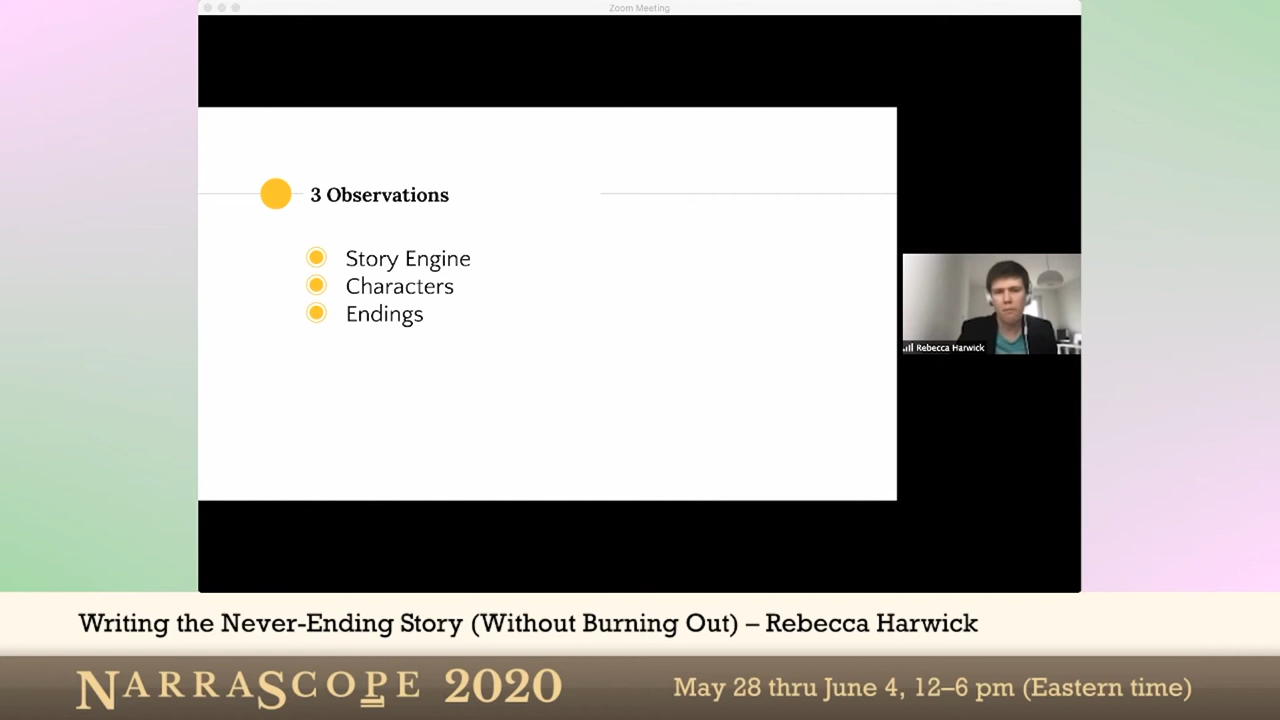 Zoom Meeting
3 Observations
Story Engine
Characters
Endings
Rebecca Harwick
Writing the Never-Ending Story (Without Burning Out) – Rebecca Harwick
NARRASCOPE 2020
May 28 thru June 4, 12–6 pm (Eastern time)